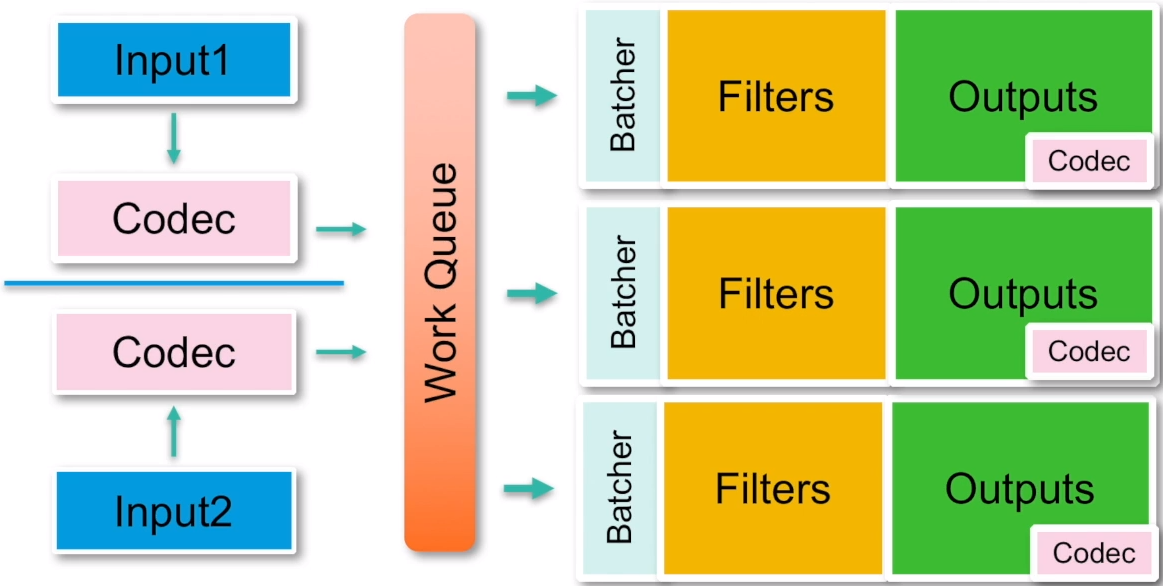 Input1
Codec
Codec
Input2
Work Queue
Batcher
Filters
Outputs
Codec
Batcher
Filters
Outputs
Codec
Batcher
Filters
Outputs
Codec